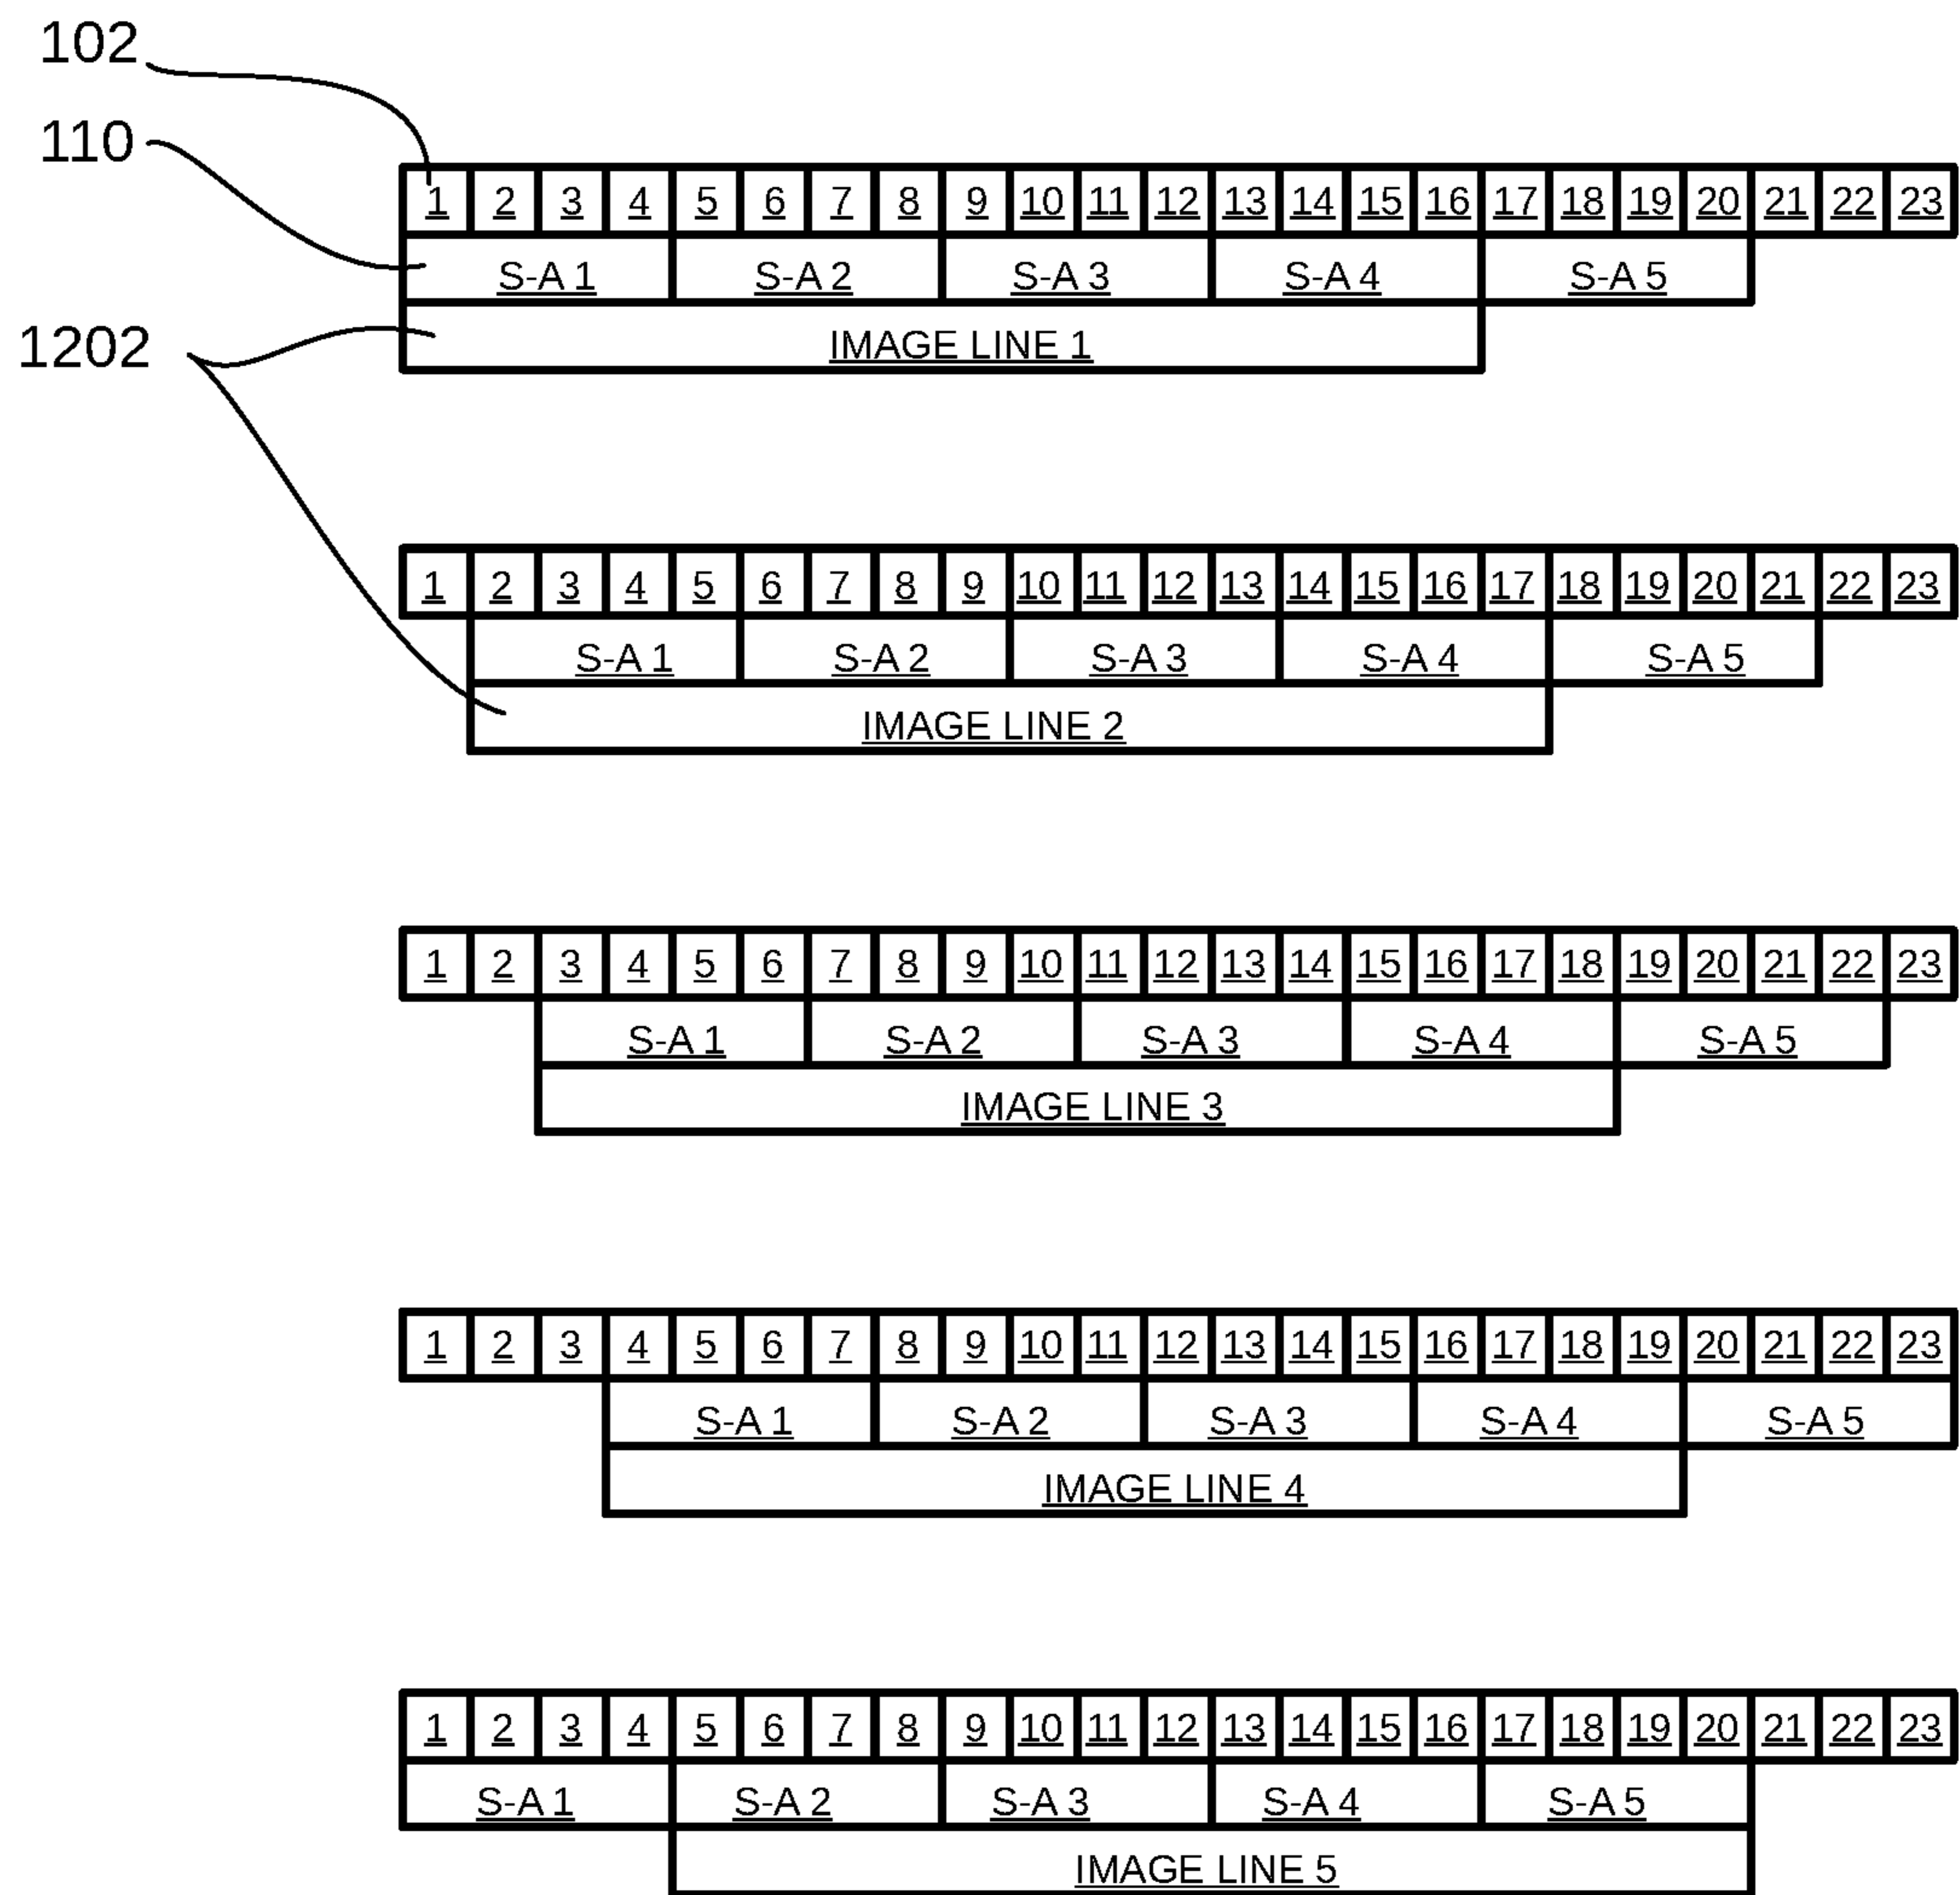 102
110
1 2 3 4 5 6 7 8 9 10 11 12 13 14 15 16 17 18 19 20 21 22 23
S-A 1 S-A 2 S-A 3 S-A 4 S-A 5
1202
IMAGE LINE 1
1 2 3 4 5 6 7 8 9 10 11 12 13 14 15 16 17 18 19 20 21 22 23
S-A 1 S-A 2 S-A 3 S-A 4 S-A 5
IMAGE LINE 2
1 2 3 4 5 6 7 8 9 10 11 12 13 14 15 16 17 18 19 20 21 22 23
S-A 1 S-A 2 S-A 3 S-A 4 S-A 5
IMAGE LINE 3
1 2 3 4 5 6 7 8 9 10 11 12 13 14 15 16 17 18 19 20 21 22 23
S-A 1 S-A 2 S-A 3 S-A 4 S-A 5
IMAGE LINE 4
1 2 3 4 5 6 7 8 9 10 11 12 13 14 15 16 17 18 19 20 21 22 23
S-A 1 S-A 2 S-A 3 S-A 4 S-A 5
IMAGE LINE 5